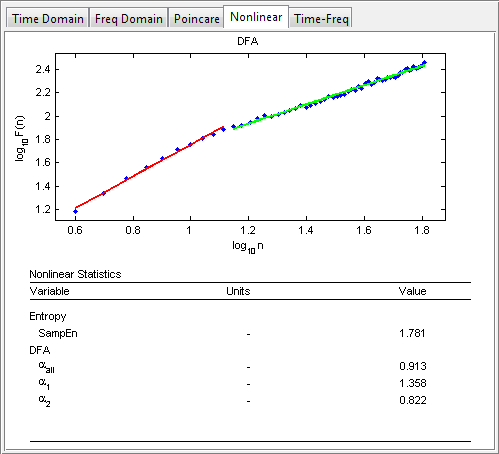 Time Domain Freq Domain Poincare Nonlinear Time-Freq
DFA
log10F(n)
2.4
2.2
2
1.8
1.6
1.4
1.2
0.6 0.8 1 1.2 1.4 1.6 1.8
log10n
Nonlinear Statistics
Variable Units Value
Entropy
SampEn - 1.781
DFA
αall - 0.913
α1 - 1.358
α2 - 0.822